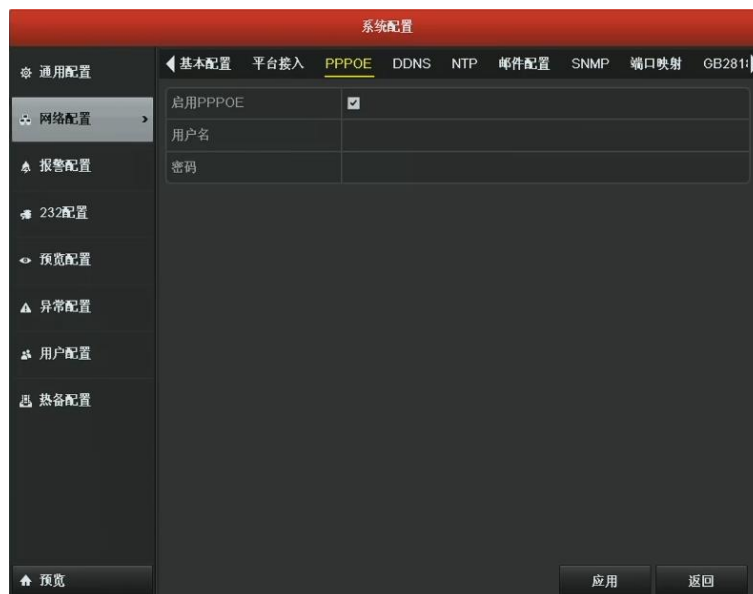 系统配置
通用配置
网络配置
报警配置
232配置
预览配置
异常配置
用户配置
热备配置
预览
基本配置 平台接入 PPPOE DDNS NTP 邮件配置 SNMP 端口映射 GB281
启用PPPOE
用户名
密码
应用 返回